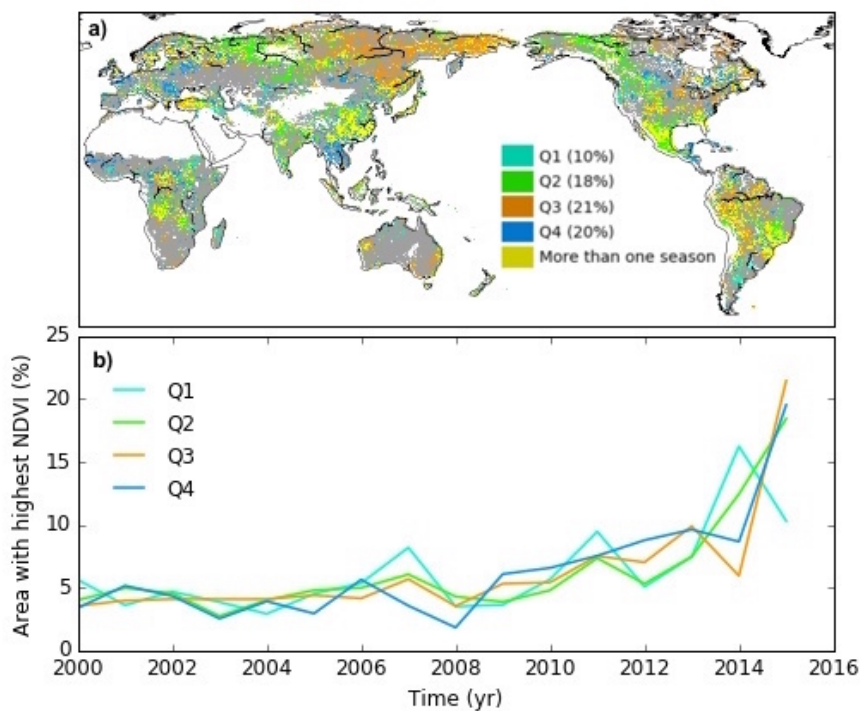 a)
Q1 (10%)
Q2 (18%)
Q3 (21%)
Q4 (20%)
More than one season
b)
Area with highest NDVI (%)
25
20
15
10
5
0
Q1
Q2
Q3
Q4
2000 2002 2004 2006 2008 2010 2012 2014 2016
Time (yr)